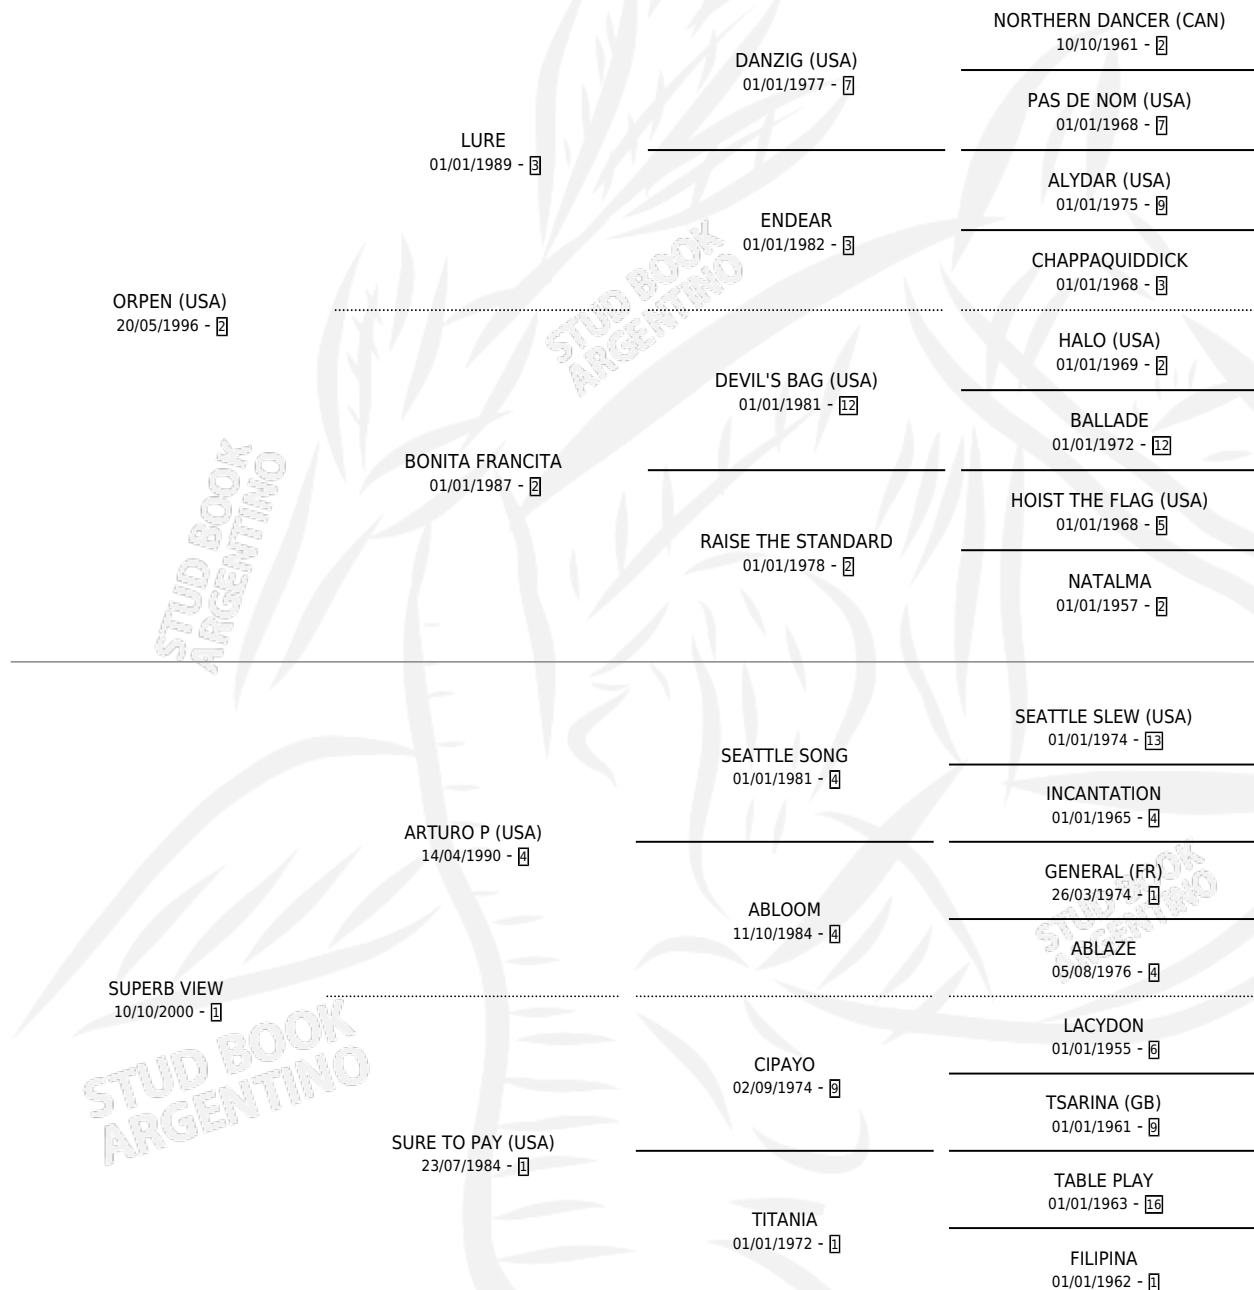 NORTHERN DANCER (CAN)
10/10/1961 - 2
DANZIG (USA)
01/01/1977 - 7
PAS DE NOM (USA)
01/01/1968 - 7
LURE
01/01/1989 - 3
ALYDAR (USA)
01/01/1975 - 9
ENDEAR
01/01/1982 - 3
CHAPPAQUIDDICK
01/01/1968 - 3
ORPEN (USA)
20/05/1996 - 2
STUD BOOK
ARGENTINO
HALO (USA)
01/01/1969 - 2
DEVIL'S BAG (USA)
01/01/1981 - 12
BALLADE
01/01/1972 - 12
BONITA FRANCITA
01/01/1987 - 2
HOIST THE FLAG (USA)
01/01/1968 - 5
RAISE THE STANDARD
01/01/1978 - 2
NATALMA
01/01/1957 - 2
STUD BOOK
ARGENTINO
SEATTLE SLEW (USA)
01/01/1974 - 13
SEATTLE SONG
01/01/1981 - 4
INCANTATION
01/01/1965 - 4
ARTURO P (USA)
14/04/1990 - 4
GENERAL (FR)
26/03/1974 - 1
ABLOOM
11/10/1984 - 4
ABLAZE
05/08/1976 - 4
STUD BOOK
ARGENTINO
SUPERB VIEW
10/10/2000 - 1
LACYDON
01/01/1955 - 6
CIPAYO
02/09/1974 - 9
TSARINA (GB)
01/01/1961 - 9
STUD BOOK
ARGENTINO
SURE TO PAY (USA)
23/07/1984 - 1
TABLE PLAY
01/01/1963 - 16
TITANIA
01/01/1972 - 1
FILIPINA
01/01/1962 - 1